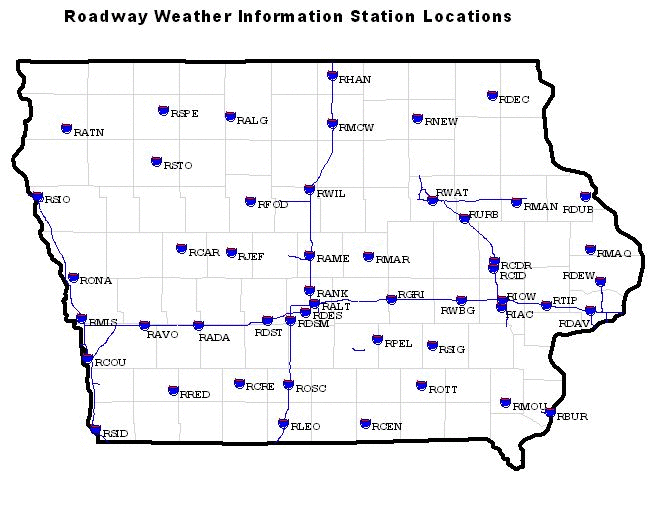 Roadway Weather Information Station Locations
RHAN
RDEC
RSPE
RALG
RNEW
RMCW
RATN
RSTO
RWIL
RWAT
RSIO
RFOD
RMAN
RDUB
RURB
RCAR
RJEF
RAME
RMAR
RMAQ
RCDR
RCID
RONA
RDEW
RANK
RGRI
RIOW
RALT
RTIP
RWBG
RDES
RIAC
RMIS
RDSM
RDAV
RAVO
RADA
RDST
RPEL
RSIG
RCOU
RCRE
ROSC
ROTT
RRED
RMOU
RBUR
RLEO
RCEN
RSID